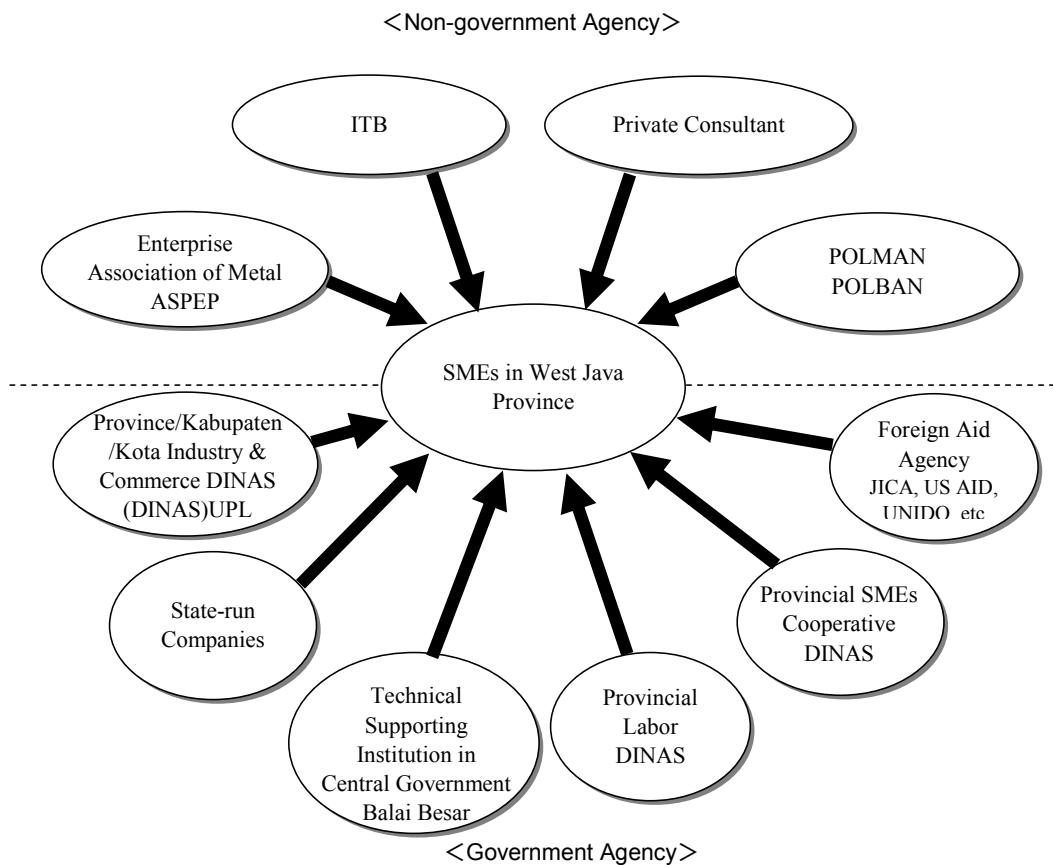 <Non-government Agency>
ITB
Private Consultant
Enterprise
Association of Metal
ASPEP
POLMAN
POLBAN
SMEs in West Java
Province
Province/Kabupaten
/Kota Industry &
Commerce DINAS
(DINAS)UPL
Foreign Aid
Agency
JICA, US AID,
UNIDO, etc
State-run
Companies
Provincial SMEs
Cooperative
DINAS
Technical
Supporting
Institution in
Central Government
Balai Besar
Provincial
Labor
DINAS
<Government Agency>